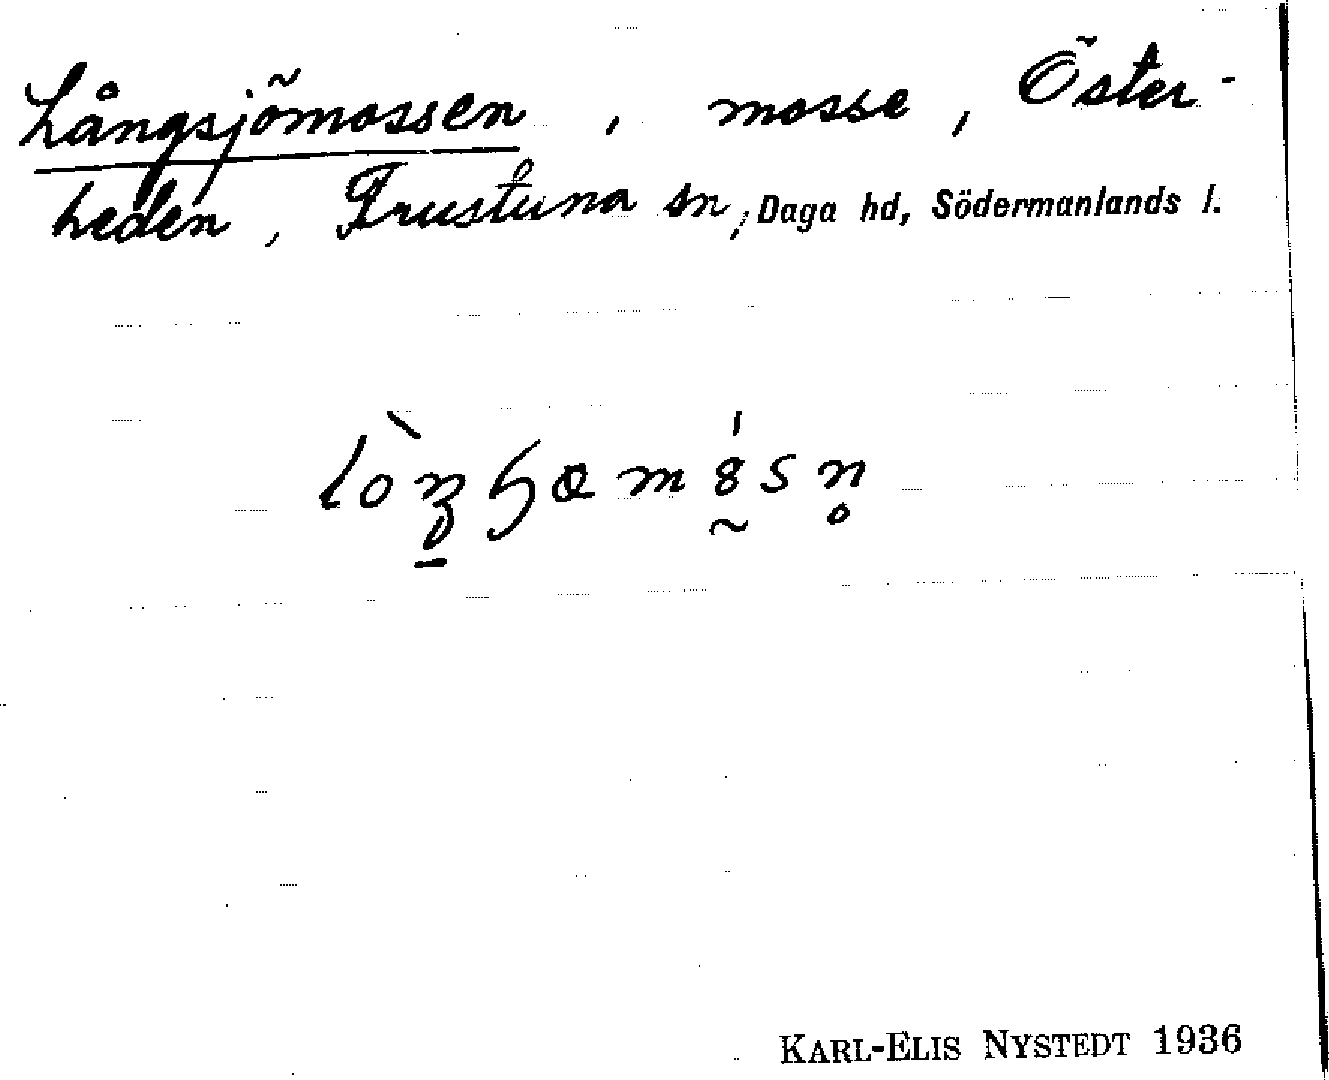 Långsjömossen, mosse, Öster-
heden, Frustuna sn, Daga hd, Södermanlands l.
KARL-ELIS NYSTEDT 1936